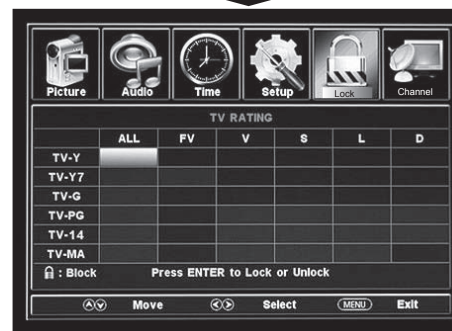 Picture Audio Time Setup Lock Channel
TV RATING
ALL FV V S L D
TV-Y
TV-Y7
TV-G
TV-PG
TV-14
TV-MA
: Block Press ENTER to Lock or Unlock
Move Select MENU Exit